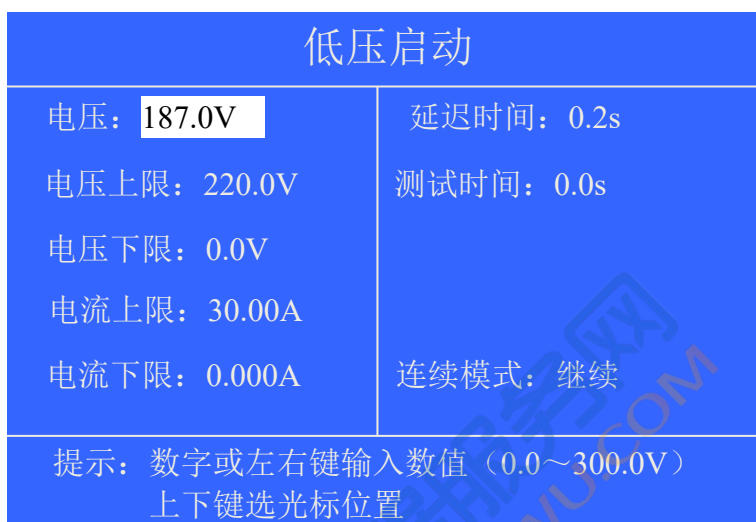 低压启动
电压：187.0V
延迟时间：0.2s
电压上限：220.0V
测试时间：0.0s
电压下限：0.0V
电流上限：30.00A
电流下限：0.000A
连续模式：继续
提示：数字或左右键输入数值（0.0～300.0V）
上下键选光标位置